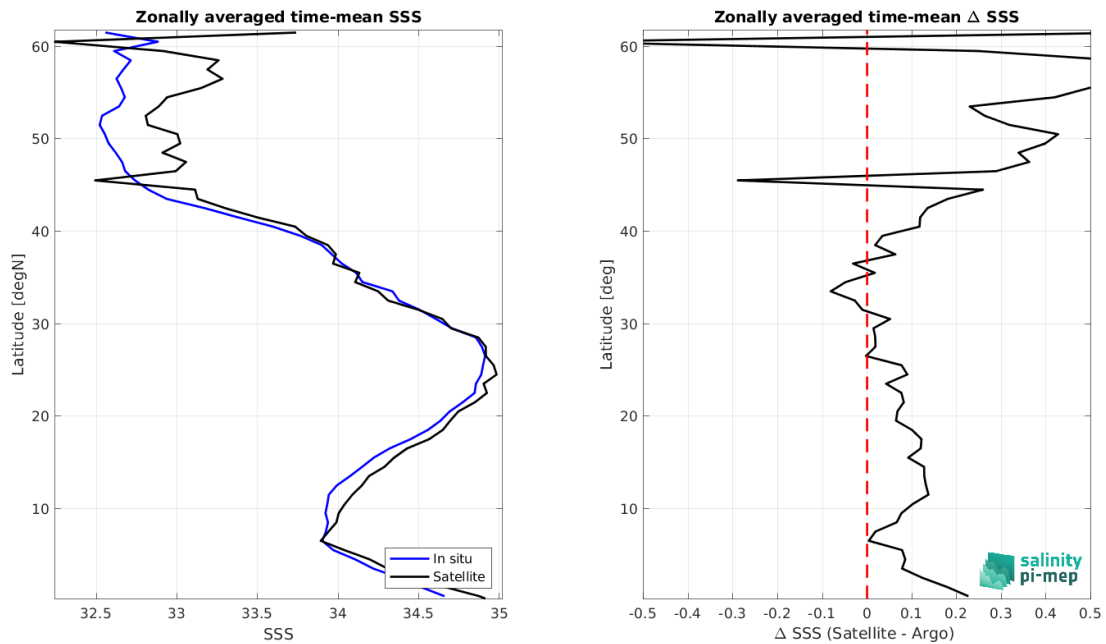 Zonally averaged time-mean SSS
60
50
40
30
20
10
Latitude [degN]
32.5 33 33.5 34 34.5 35
SSS
In situ
Satellite
Zonally averaged time-mean Δ SSS
60
50
40
30
20
10
Latitude [deg]
-0.5 -0.4 -0.3 -0.2 -0.1 0 0.1 0.2 0.3 0.4 0.5
Δ SSS (Satellite - Argo)
salinity
pi-mep